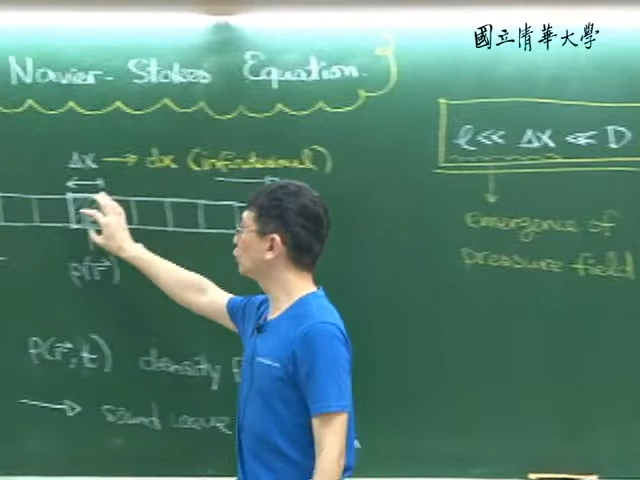 國立清華大學
Navier-Stokes Equation.
Δx → dx (infinitesimal)
ℓ << Δx << D
Emergence of
pressure field
ρ(r⃗)
ρ(r⃗,t) density
→ sound wave